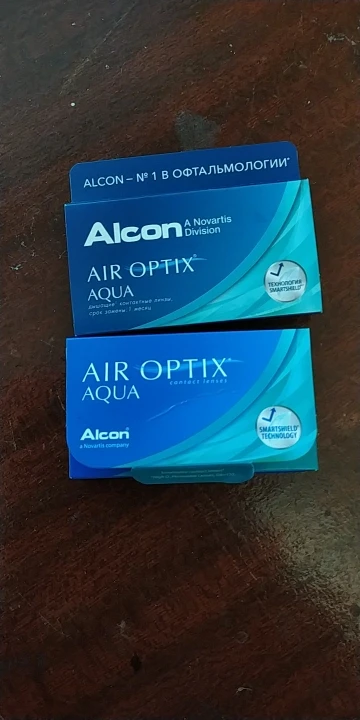 ALCON – № 1 В ОФТАЛЬМОЛОГИИ*
Alcon A Novartis Division
AIR OPTIX®
AQUA
дышащие* контактные линзы,
срок замены 1 месяц
ТЕХНОЛОГИЯ
SMARTSHIELD®
AIR OPTIX®
contact lenses
AQUA
Alcon®
a Novartis company
SMARTSHIELD®
TECHNOLOGY